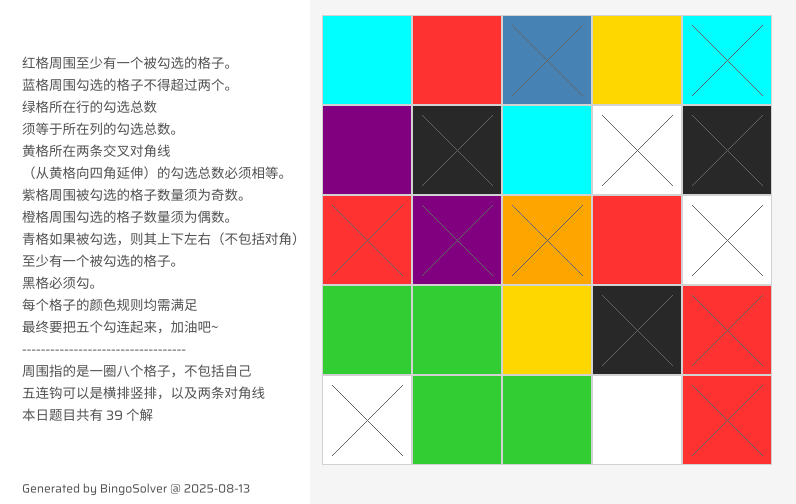 红格周围至少有一个被勾选的格子。
蓝格周围勾选的格子不得超过两个。
绿格所在行的勾选总数
须等于所在列的勾选总数。
黄格所在两条交叉对角线
（从黄格向四角延伸）的勾选总数必须相等。
紫格周围被勾选的格子数量须为奇数。
橙格周围勾选的格子数量须为偶数。
青格如果被勾选，则其上下左右（不包括对角）
至少有一个被勾选的格子。
黑格必须勾。
每个格子的颜色规则均需满足
最终要把五个勾连起来，加油吧~
-----------------------------------
周围指的是一圈八个格子，不包括自己
五连钩可以是横排竖排，以及两条对角线
本日题目共有 39 个解
Generated by BingoSolver @ 2025-08-13